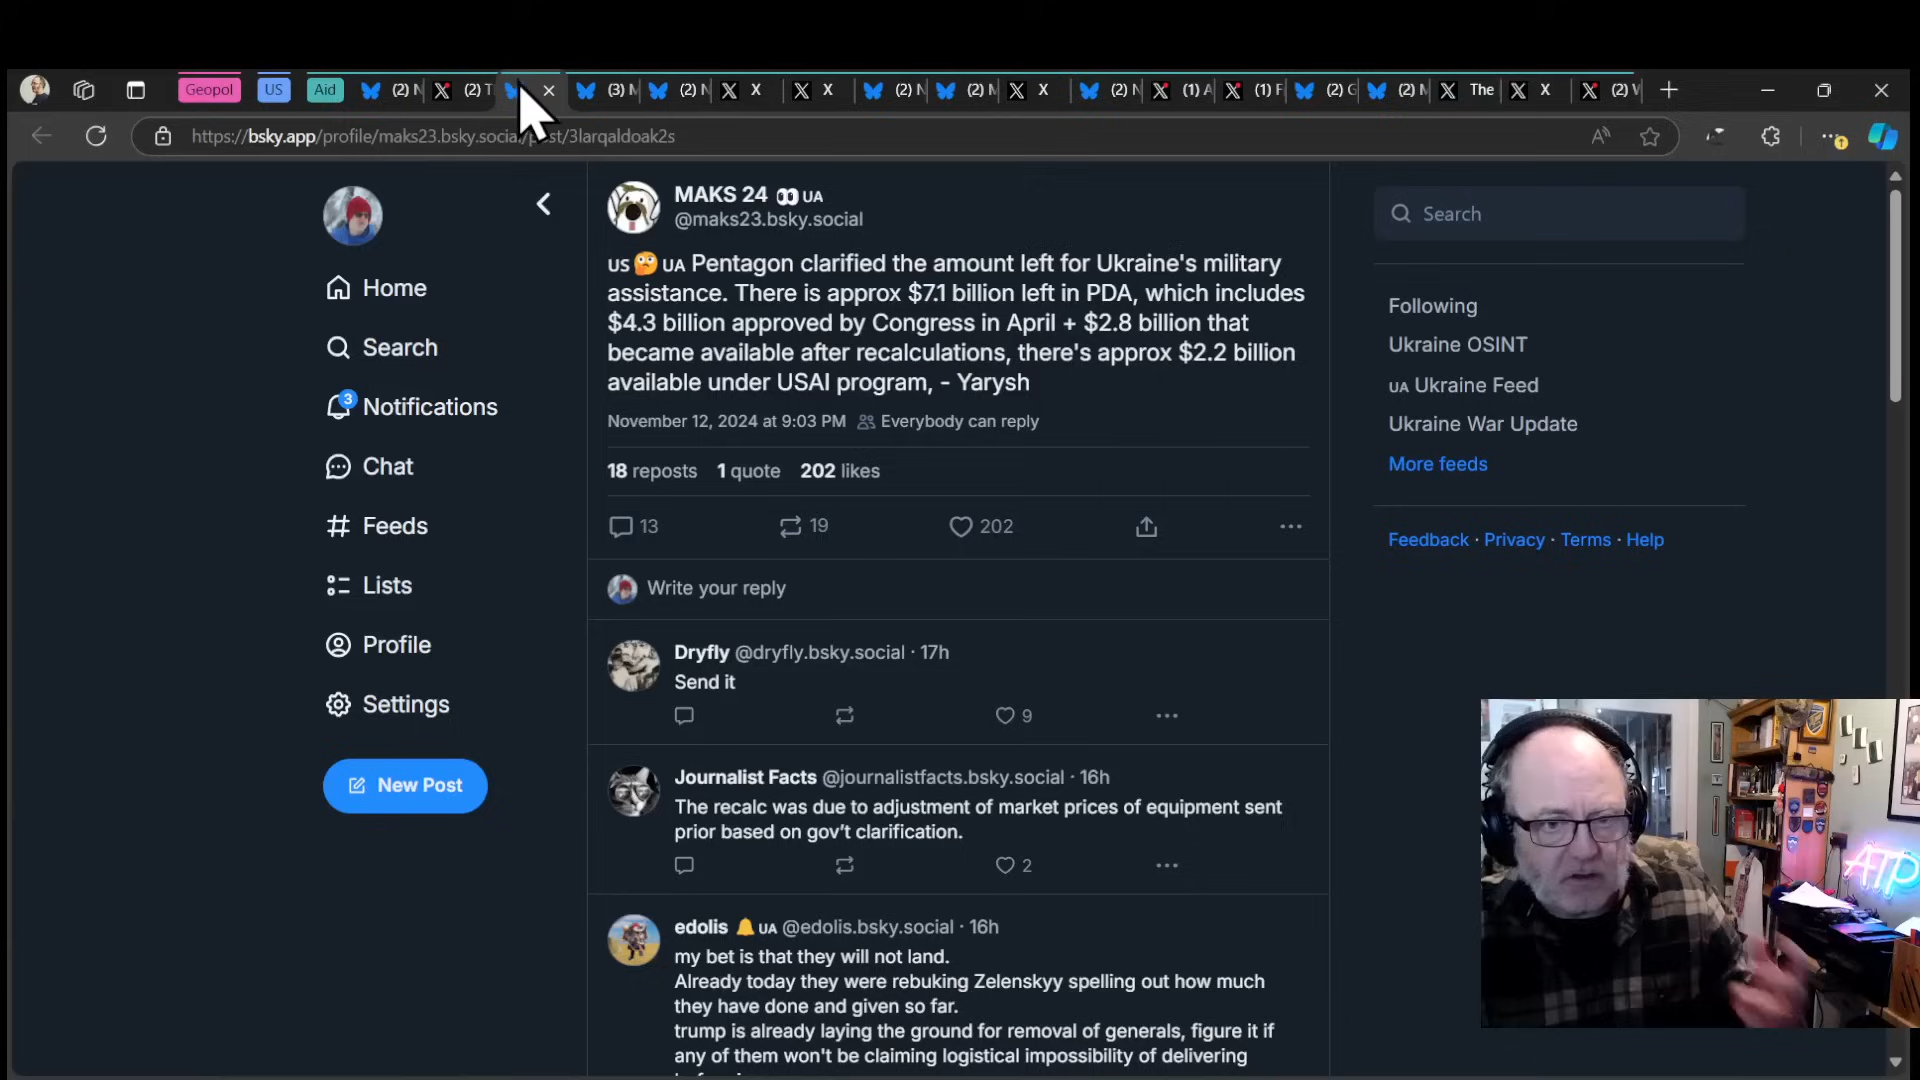 Geopol US Aid (2) N (2) T (3) M (2) N X X (2) N (2) M X (2) N (1) A (1) F (2) G (2) M The X (2) V
https://bsky.app/profile/maks23.bsky.social/post/3larqaldoak2s
MAKS 24 👀 UA
@maks23.bsky.social
US🤔UA Pentagon clarified the amount left for Ukraine's military
assistance. There is approx $7.1 billion left in PDA, which includes
$4.3 billion approved by Congress in April + $2.8 billion that
became available after recalculations, there's approx $2.2 billion
available under USAI program, - Yarysh
November 12, 2024 at 9:03 PM Everybody can reply
18 reposts 1 quote 202 likes
13 19 202
Write your reply
Dryfly @dryfly.bsky.social · 17h
Send it
9
Journalist Facts @journalistfacts.bsky.social · 16h
The recalc was due to adjustment of market prices of equipment sent
prior based on gov't clarification.
2
edolis 🔔 UA @edolis.bsky.social · 16h
my bet is that they will not land.
Already today they were rebuking Zelenskyy spelling out how much
they have done and given so far.
trump is already laying the ground for removal of generals, figure it if
any of them won't be claiming logistical impossibility of delivering
Home
Search
3
Notifications
Chat
Feeds
Lists
Profile
Settings
New Post
Search
Following
Ukraine OSINT
UA Ukraine Feed
Ukraine War Update
More feeds
Feedback · Privacy · Terms · Help
ATP